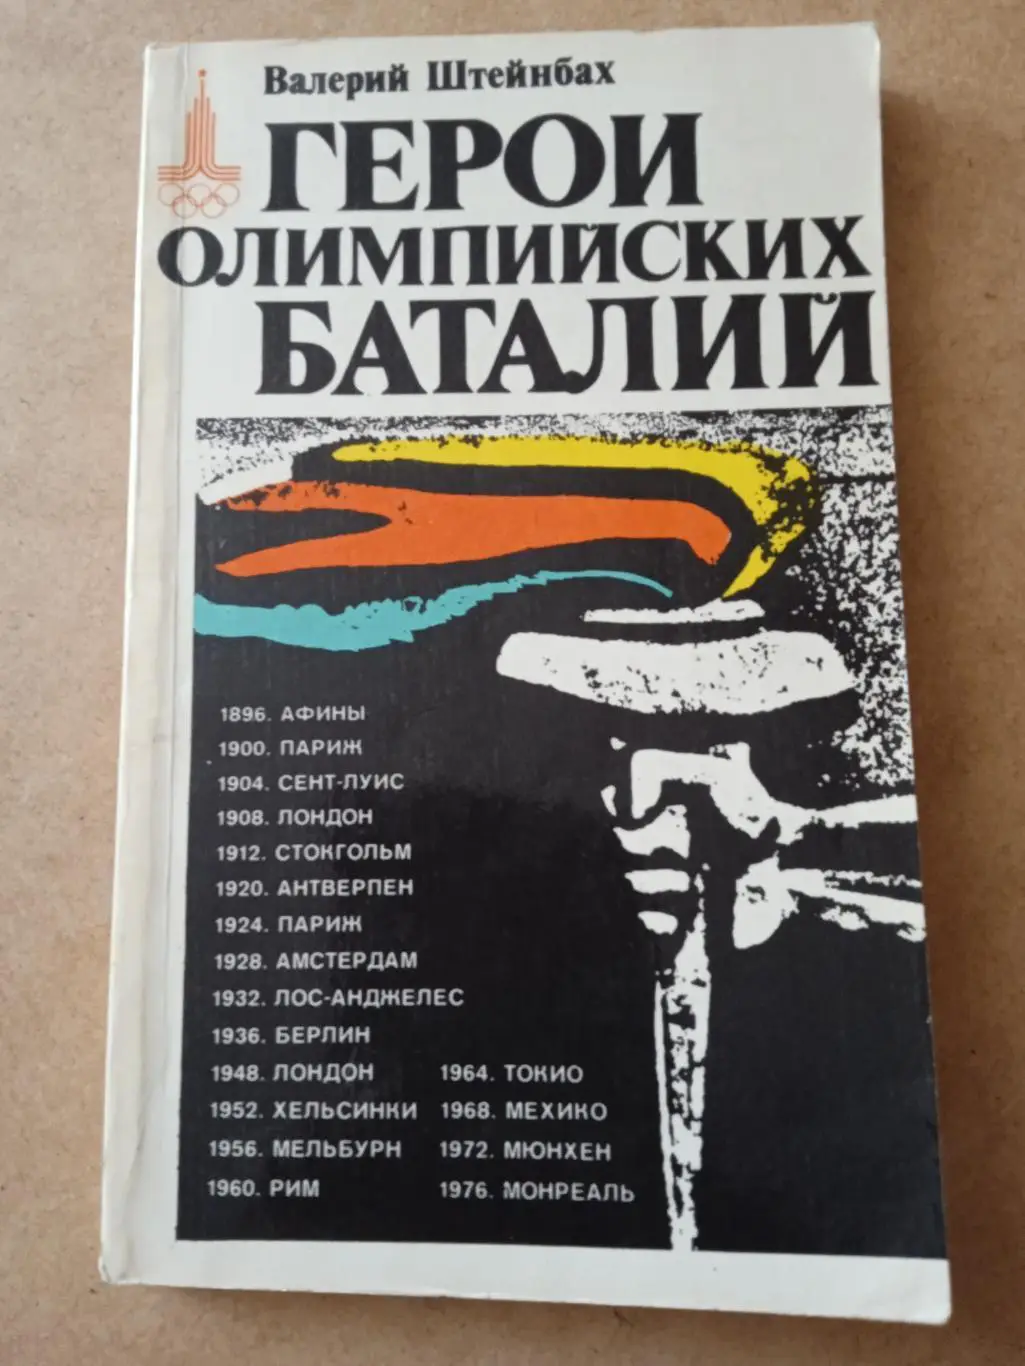 Валерий Штейнбах
ГЕРОИ
ОЛИМПИЙСКИХ
БАТАЛИЙ
1896. АФИНЫ
1900. ПАРИЖ
1904. СЕНТ-ЛУИС
1908. ЛОНДОН
1912. СТОКГОЛЬМ
1920. АНТВЕРПЕН
1924. ПАРИЖ
1928. АМСТЕРДАМ
1932. ЛОС-АНДЖЕЛЕС
1936. БЕРЛИН
1948. ЛОНДОН
1952. ХЕЛЬСИНКИ
1956. МЕЛЬБУРН
1960. РИМ
1964. ТОКИО
1968. МЕХИКО
1972. МЮНХЕН
1976. МОНРЕАЛЬ